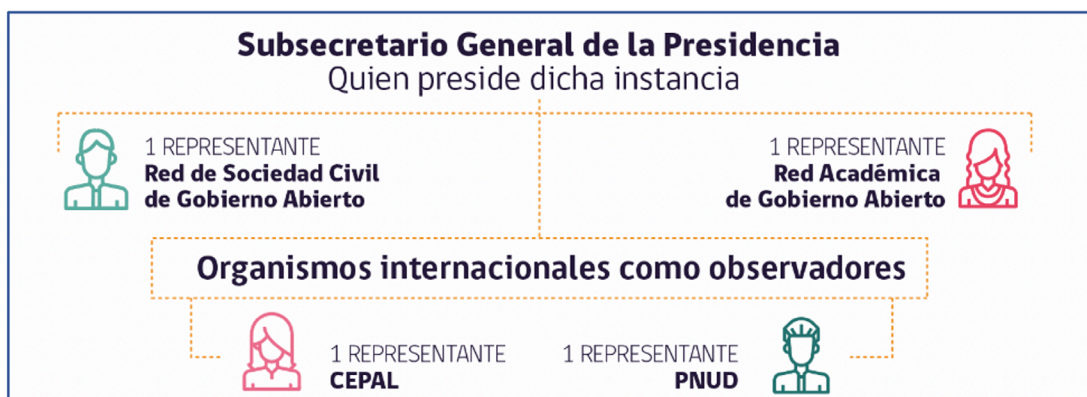 Subsecretario General de la Presidencia
Quien preside dicha instancia
1 REPRESENTANTE
Red de Sociedad Civil
de Gobierno Abierto
1 REPRESENTANTE
Red Académica
de Gobierno Abierto
Organismos internacionales como observadores
1 REPRESENTANTE
CEPAL
1 REPRESENTANTE
PNUD